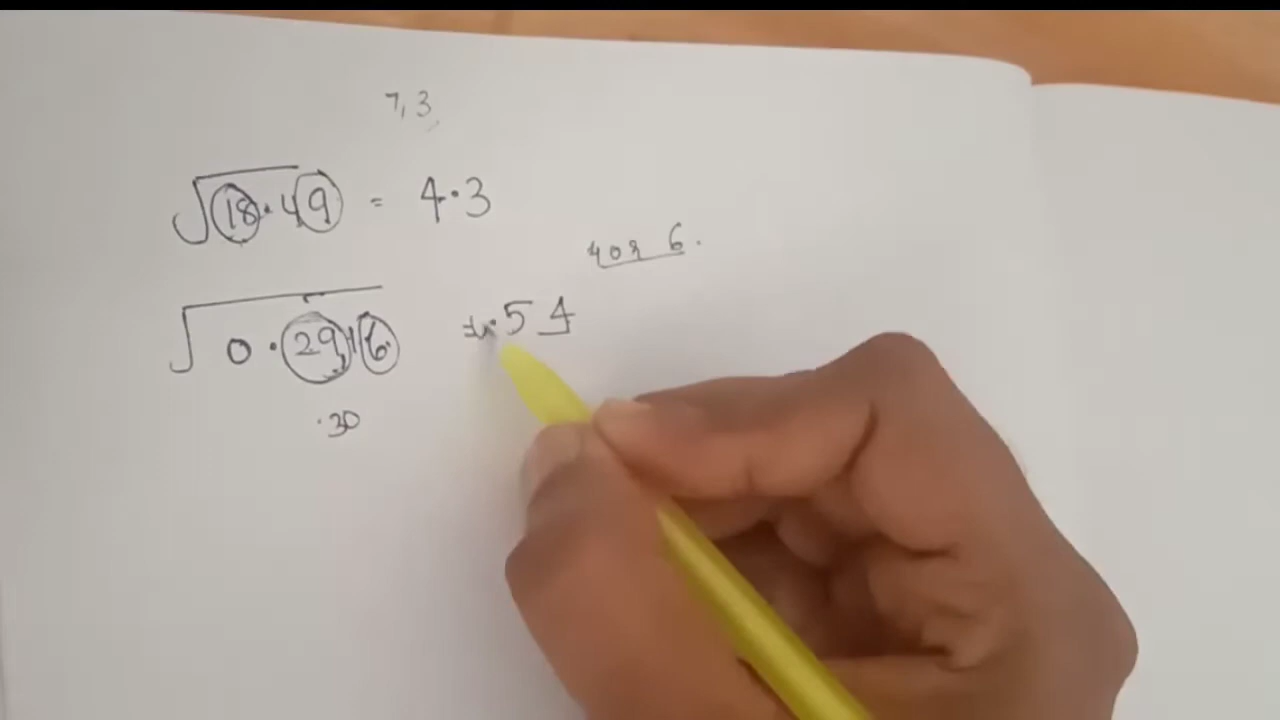 7, 3
√18.49 = 4.3
4 or 6.
√0.2916 = .54
.30